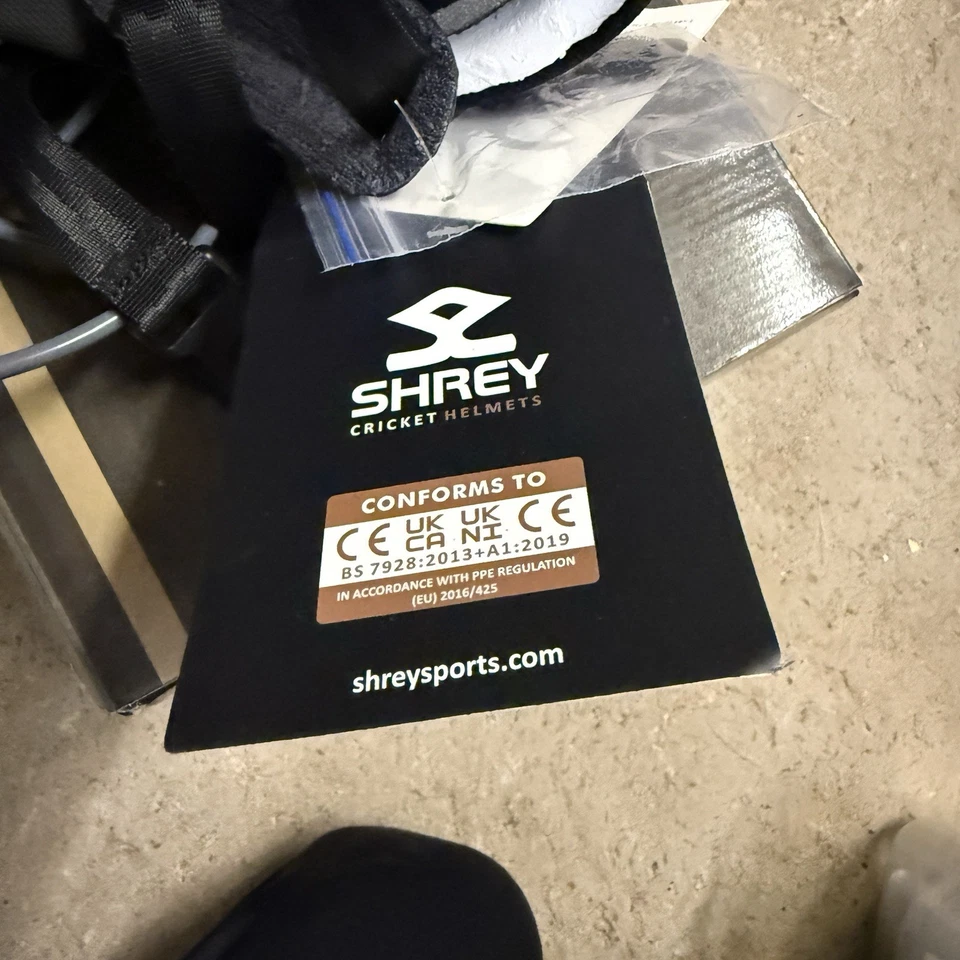 SHREY
CRICKET HELMETS
CONFORMS TO
CE UK CA UK NI CE
BS 7928:2013+A1:2019
IN ACCORDANCE WITH PPE REGULATION
(EU) 2016/425
shreysports.com